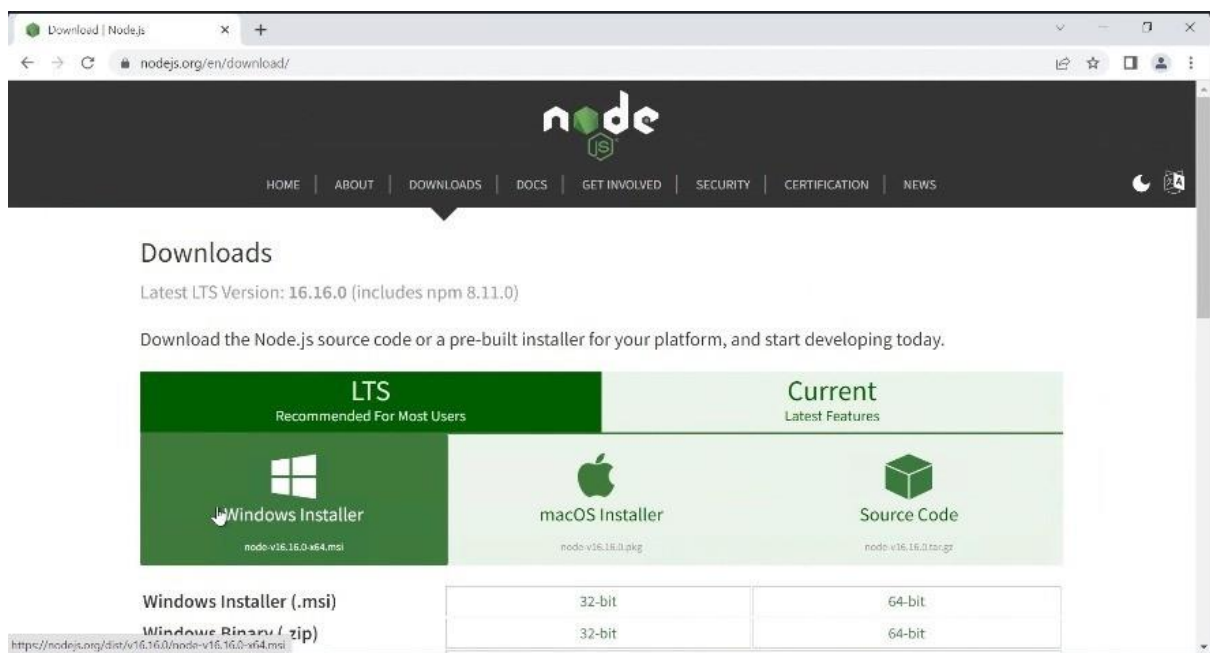 Download | Node.js
nodejs.org/en/download/
node
JS
HOME | ABOUT | DOWNLOADS | DOCS | GET INVOLVED | SECURITY | CERTIFICATION | NEWS
Downloads
Latest LTS Version: 16.16.0 (includes npm 8.11.0)
Download the Node.js source code or a pre-built installer for your platform, and start developing today.
LTS Current
Recommended For Most Users Latest Features
Windows Installer macOS Installer Source Code
node-v16.16.0-x64.msi node-v16.16.0.pkg node-v16.16.0.tar.gz
Windows Installer (.msi) 32-bit 64-bit
Windows Binary (.zip) 32-bit 64-bit
https://nodejs.org/dist/v16.16.0/node-v16.16.0-x64.msi